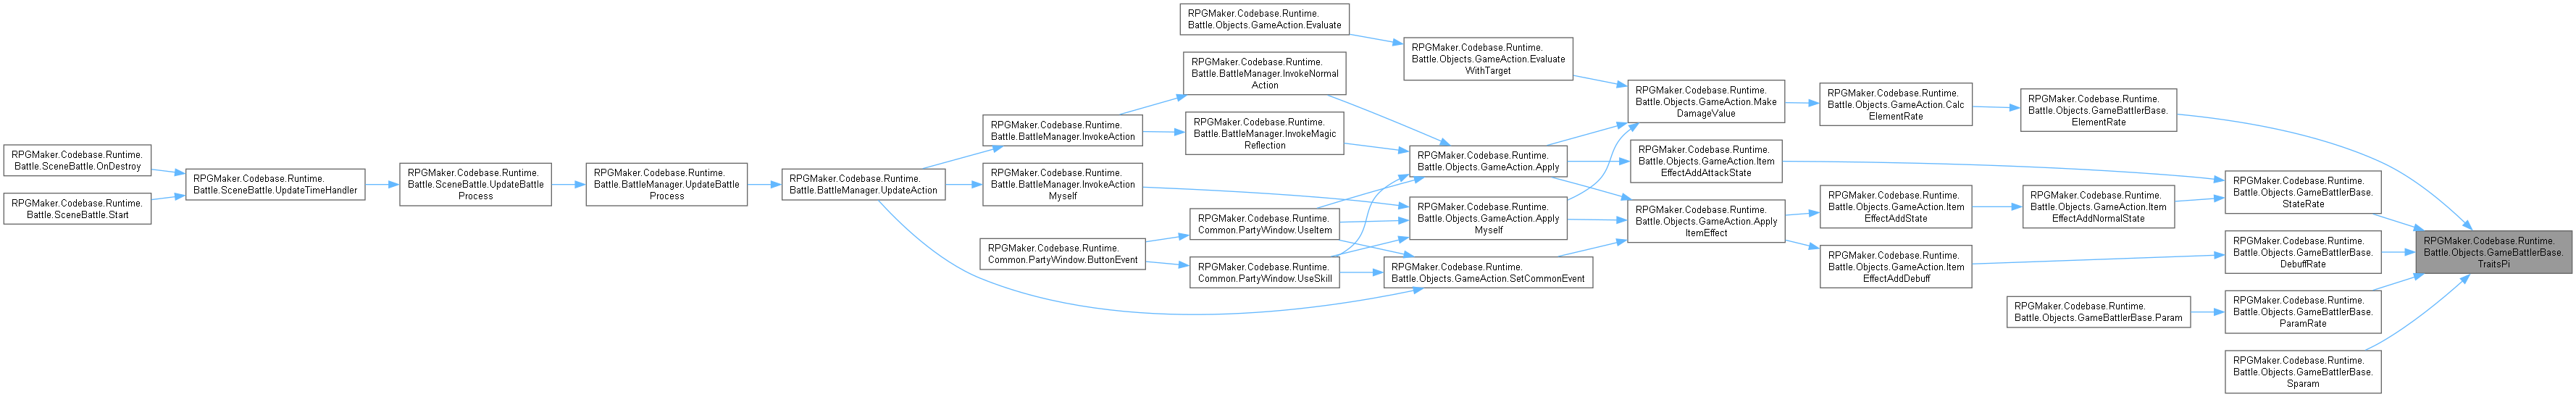 RPGMaker.Codebase.Runtime.
Battle.SceneBattle.OnDestroy
RPGMaker.Codebase.Runtime.
Battle.SceneBattle.Start
RPGMaker.Codebase.Runtime.
Battle.SceneBattle.UpdateTimeHandler
RPGMaker.Codebase.Runtime.
Battle.SceneBattle.UpdateBattle
Process
RPGMaker.Codebase.Runtime.
Battle.BattleManager.UpdateBattle
Process
RPGMaker.Codebase.Runtime.
Battle.BattleManager.UpdateAction
RPGMaker.Codebase.Runtime.
Battle.BattleManager.InvokeAction
RPGMaker.Codebase.Runtime.
Battle.BattleManager.InvokeAction
Myself
RPGMaker.Codebase.Runtime.
Common.PartyWindow.ButtonEvent
RPGMaker.Codebase.Runtime.
Battle.Objects.GameAction.Evaluate
RPGMaker.Codebase.Runtime.
Battle.BattleManager.InvokeNormal
Action
RPGMaker.Codebase.Runtime.
Battle.BattleManager.InvokeMagic
Reflection
RPGMaker.Codebase.Runtime.
Common.PartyWindow.UseItem
RPGMaker.Codebase.Runtime.
Common.PartyWindow.UseSkill
RPGMaker.Codebase.Runtime.
Battle.Objects.GameAction.Evaluate
WithTarget
RPGMaker.Codebase.Runtime.
Battle.Objects.GameAction.Apply
RPGMaker.Codebase.Runtime.
Battle.Objects.GameAction.Apply
Myself
RPGMaker.Codebase.Runtime.
Battle.Objects.GameAction.SetCommonEvent
RPGMaker.Codebase.Runtime.
Battle.Objects.GameAction.Make
DamageValue
RPGMaker.Codebase.Runtime.
Battle.Objects.GameAction.Item
EffectAddAttackState
RPGMaker.Codebase.Runtime.
Battle.Objects.GameAction.Apply
ItemEffect
RPGMaker.Codebase.Runtime.
Battle.Objects.GameAction.Calc
ElementRate
RPGMaker.Codebase.Runtime.
Battle.Objects.GameAction.Item
EffectAddState
RPGMaker.Codebase.Runtime.
Battle.Objects.GameAction.Item
EffectAddDebuff
RPGMaker.Codebase.Runtime.
Battle.Objects.GameBattlerBase.
ElementRate
RPGMaker.Codebase.Runtime.
Battle.Objects.GameAction.Item
EffectAddNormalState
RPGMaker.Codebase.Runtime.
Battle.Objects.GameBattlerBase.Param
RPGMaker.Codebase.Runtime.
Battle.Objects.GameBattlerBase.
StateRate
RPGMaker.Codebase.Runtime.
Battle.Objects.GameBattlerBase.
DebuffRate
RPGMaker.Codebase.Runtime.
Battle.Objects.GameBattlerBase.
ParamRate
RPGMaker.Codebase.Runtime.
Battle.Objects.GameBattlerBase.
Sparam
RPGMaker.Codebase.Runtime.
Battle.Objects.GameBattlerBase.
TraitsPi